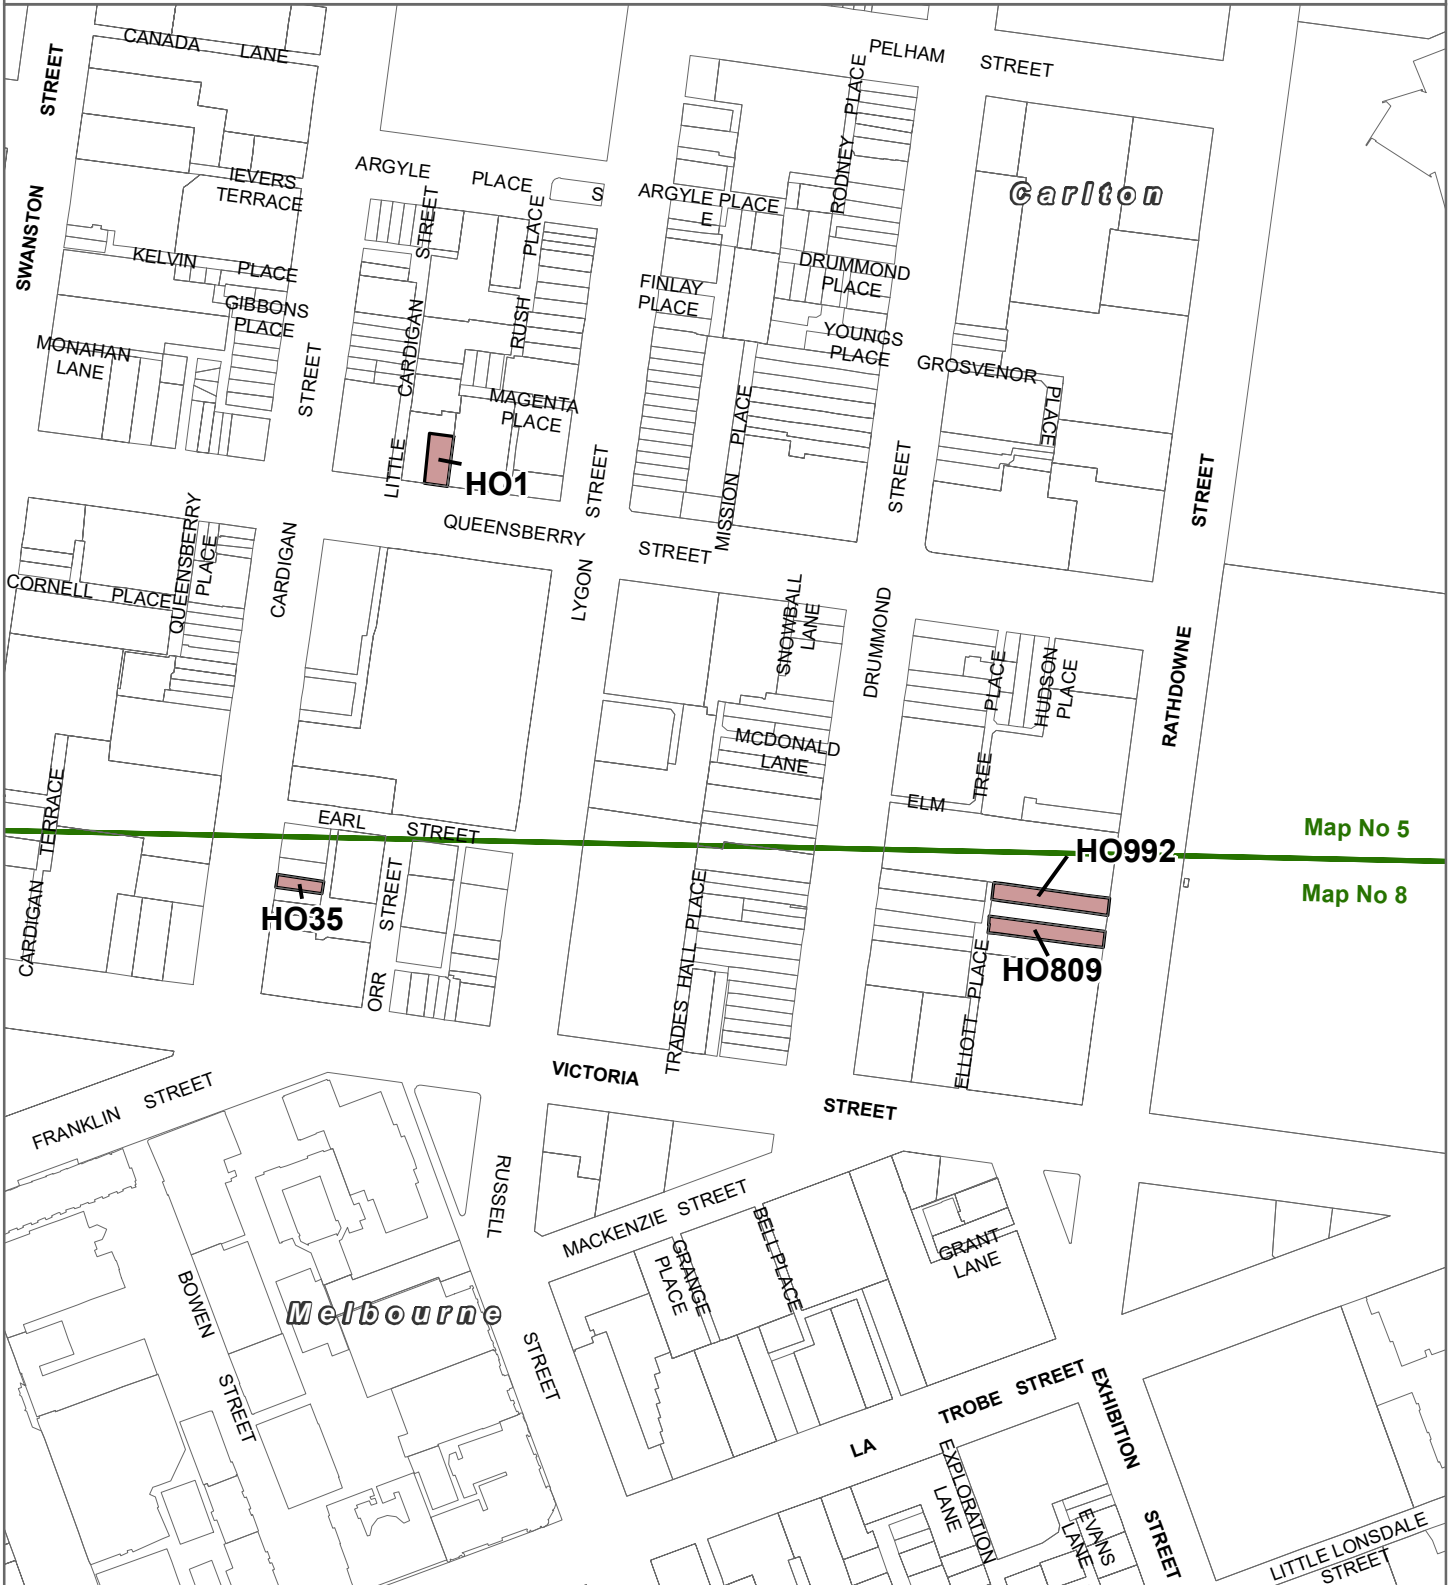 CANADA LANE
PELHAM STREET
STREET
SWANSTON
IEVERS
TERRACE
ARGYLE PLACE S
ARGYLE PLACE
E
RODNEY PLACE
Carlton
KELVIN PLACE
GIBBONS
PLACE
MONAHAN
LANE
STREET
CARDIGAN
LITTLE
STREET
CARDIGAN
RUSH PLACE
MAGENTA
PLACE
FINLAY
PLACE
DRUMMOND
PLACE
YOUNGS
PLACE
GROSVENOR PLACE
MISSION PLACE
HO1
QUEENSBERRY STREET
STREET
LYGON
STREET
DRUMMOND
STREET
RATHDOWNE
QUEENSBERRY
PLACE
CORNELL PLACE
SNOWBALL
LANE
MCDONALD
LANE
HUDSON
PLACE
ELM TREE PLACE
CARDIGAN TERRACE
EARL STREET
Map No 5
HO992
Map No 8
HO35
HO809
ORR STREET
TRADES HALL PLACE
ELLIOTT PLACE
VICTORIA STREET
FRANKLIN STREET
RUSSELL
STREET
MACKENZIE STREET
GRANGE
PLACE
BELL PLACE
GRANT
LANE
BOWEN
STREET
Melbourne
LA TROBE STREET
EXHIBITION
STREET
EXPLORATION
LANE
EVANS
LANE
LITTLE LONSDALE
STREET